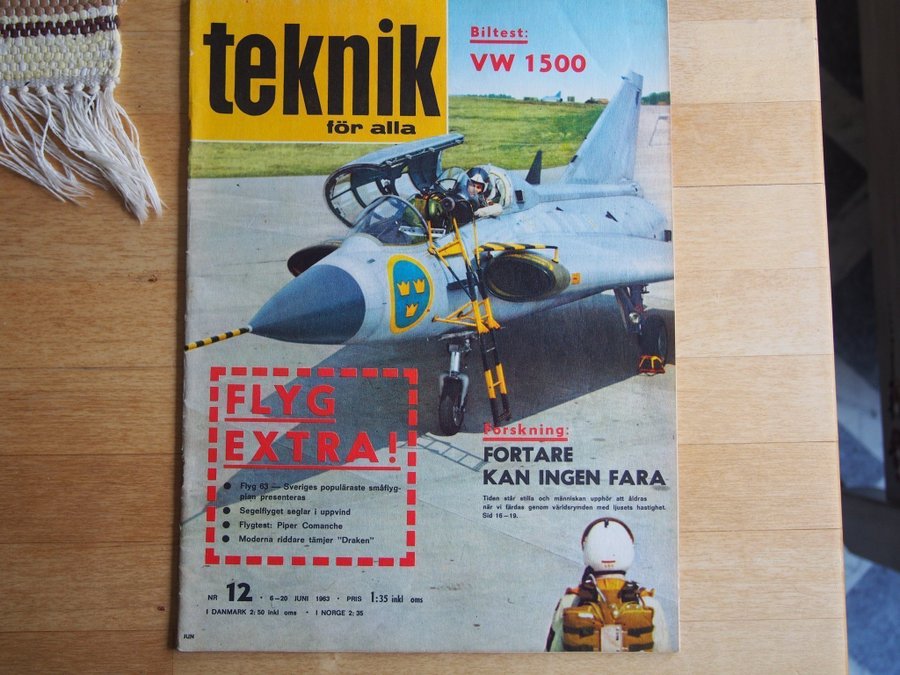 teknik
för alla
Biltest:
VW 1500
FLYG
EXTRA!
● Flyg 63 — Sveriges populäraste småflyg-
plan presenteras
● Segelflyget seglar i uppvind
● Flygtest: Piper Comanche
● Moderna riddare tämjer "Draken"
Forskning:
FORTARE
KAN INGEN FARA
Tiden står stilla och människan upphör att åldras
när vi färdas genom världsrymden med ljusets hastighet.
Sid 16—19.
NR 12 · 6—20 JUNI 1963 · PRIS 1:35 inkl oms
I DANMARK 2:50 inkl oms · I NORGE 2:35
JUN